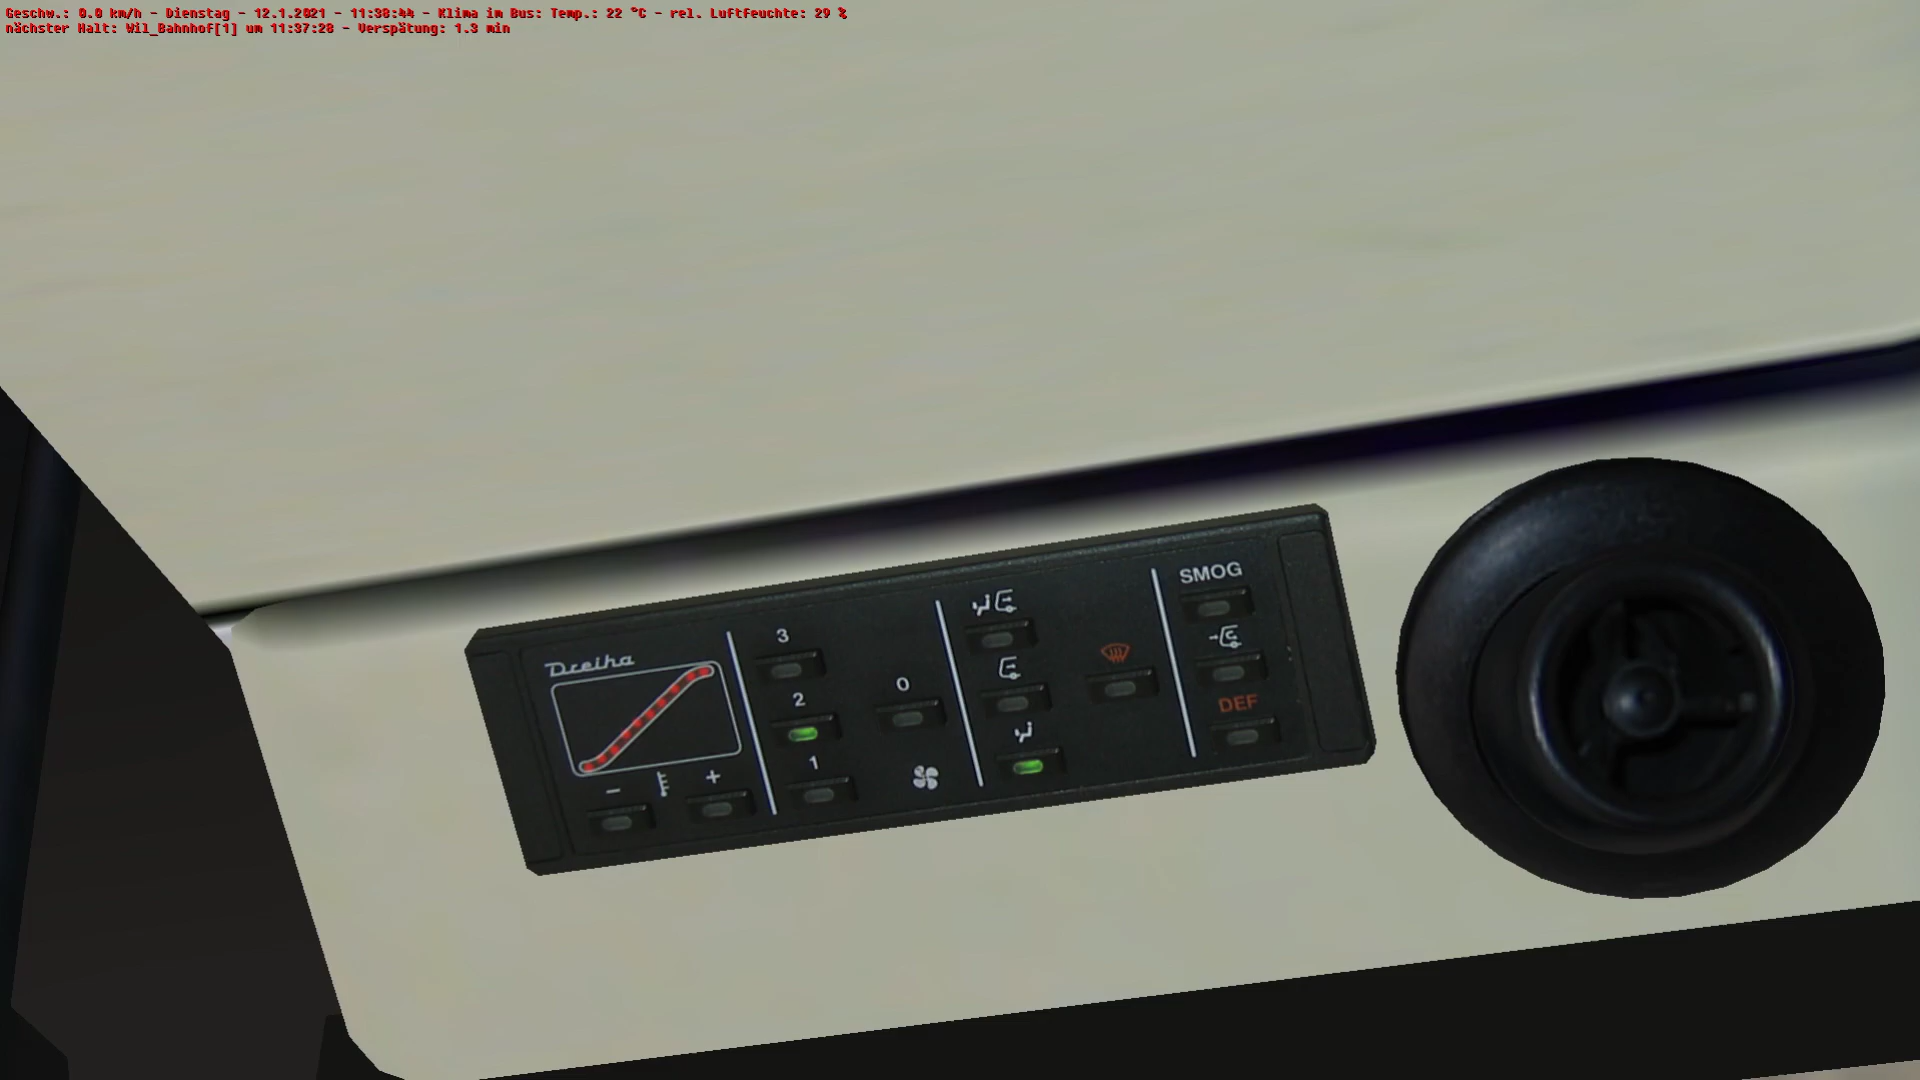 Geschw.: 0.0 km/h - Dienstag - 12.1.2021 - 11:38:44 - Klima im Bus: Temp.: 22 °C - rel. Luftfeuchte: 29 %
nächster Halt: Wil_Bahnhof[1] um 11:37:28 - Verspätung: 1.3 min
SMOG
3
Dreiha
0
2
DEF
1
- +